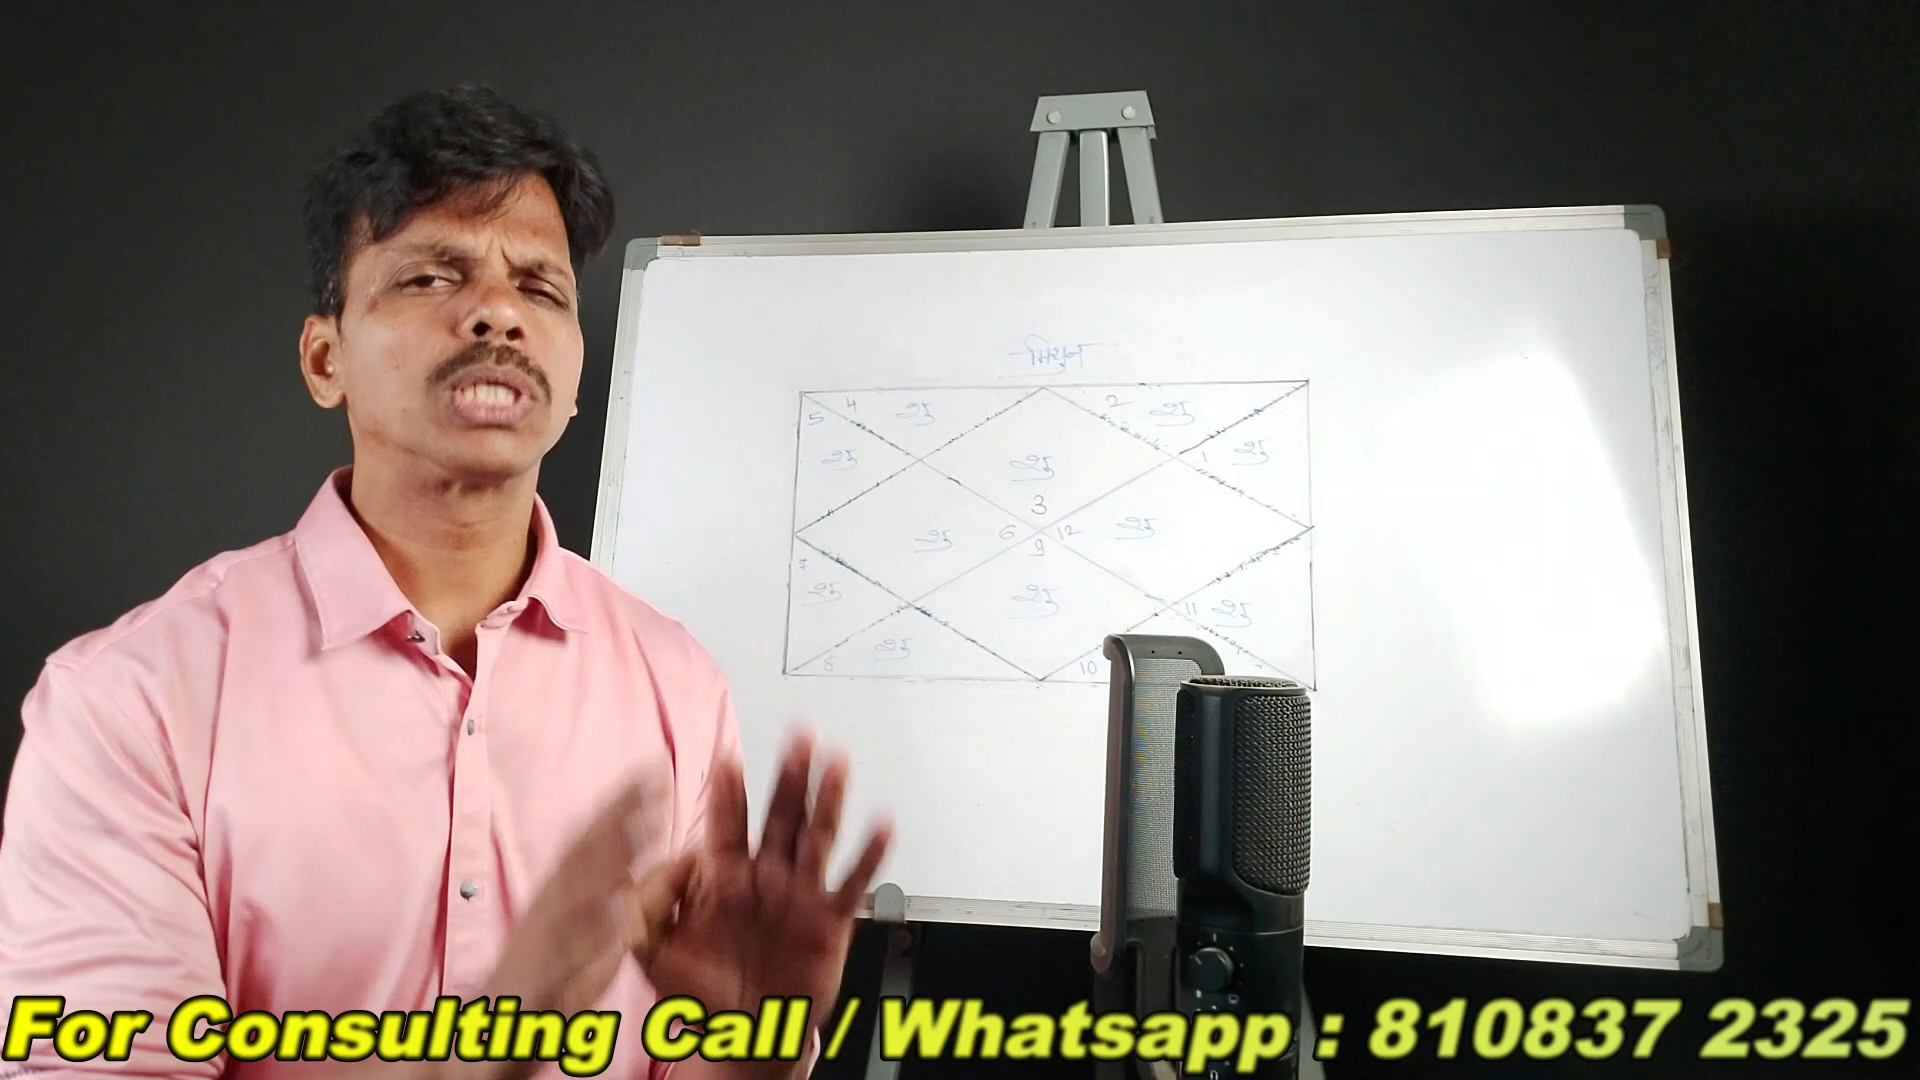 मिथुन
4 शु 2 शु
5
शु शु 1 शु
3
शु 6 12 शु
9
7
शु शु 11 शु
शु
8 10
For Consulting Call / Whatsapp : 810837 2325